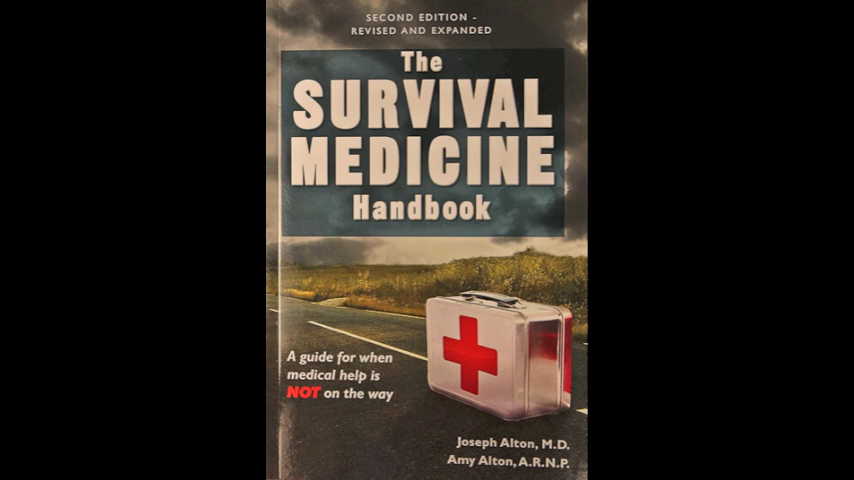 SECOND EDITION -
REVISED AND EXPANDED
The
SURVIVAL
MEDICINE
Handbook
A guide for when
medical help is
NOT on the way
Joseph Alton, M.D.
Amy Alton, A.R.N.P.